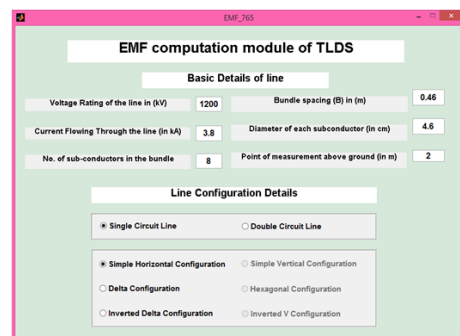 EMF_765
EMF computation module of TLDS
Basic Details of line
Voltage Rating of the line in (kV) 1200 Bundle spacing (B) in (m) 0.46
Current Flowing Through the line (in kA) 3.8 Diameter of each subconductor (in cm) 4.6
No. of sub-conductors in the bundle 8 Point of measurement above ground (in m) 2
Line Configuration Details
Single Circuit Line Double Circuit Line
Simple Horizontal Configuration Simple Vertical Configuration
Delta Configuration Hexagonal Configuration
Inverted Delta Configuration Inverted V Configuration